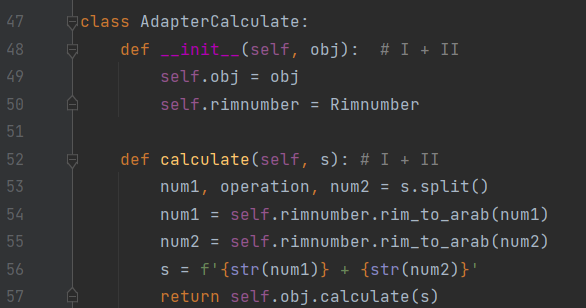 47 class AdapterCalculate:
48 def __init__(self, obj):  # I + II
49 self.obj = obj
50 self.rimnumber = Rimnumber
51
52 def calculate(self, s): # I + II
53 num1, operation, num2 = s.split()
54 num1 = self.rimnumber.rim_to_arab(num1)
55 num2 = self.rimnumber.rim_to_arab(num2)
56 s = f'{str(num1)} + {str(num2)}'
57 return self.obj.calculate(s)